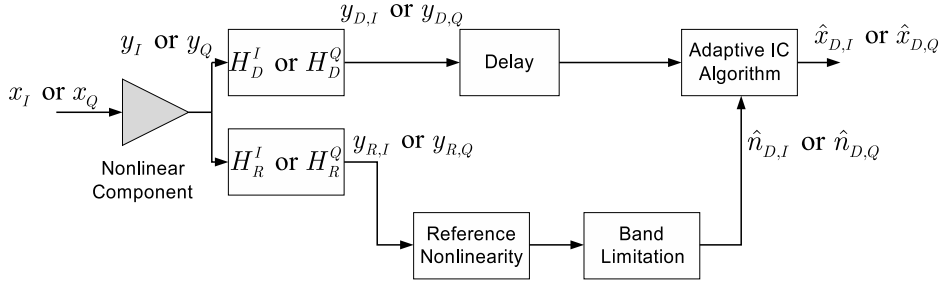 y_{D,I} or y_{D,Q}
x̂_{D,I} or x̂_{D,Q}
y_I or y_Q
H_D^I or H_D^Q
Delay
Adaptive IC
Algorithm
x_I or x_Q
Nonlinear
Component
H_R^I or H_R^Q
y_{R,I} or y_{R,Q}
n̂_{D,I} or n̂_{D,Q}
Reference
Nonlinearity
Band
Limitation